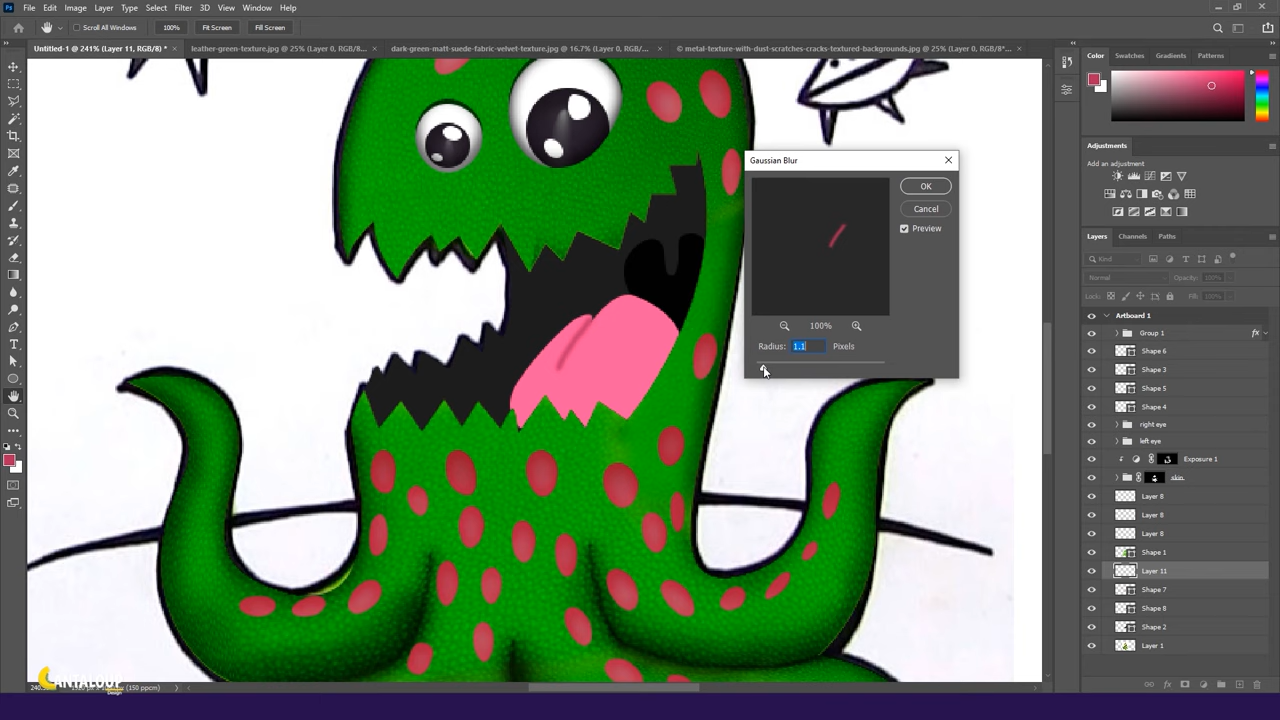 Ps File Edit Image Layer Type Select Filter 3D View Window Help
Scroll All Windows 100% Fit Screen Fill Screen
Untitled-1 @ 241% (Layer 11, RGB/8) * × leather-green-texture.jpg @ 25% (Layer 0, RGB/8... × dark-green-matt-suede-fabric-velvet-texture.jpg @ 16.7% (Layer 0, RGB/... × © metal-texture-with-dust-scratches-cracks-textured-backgrounds.jpg @ 25% (Layer 0, RGB/8*... ×
Color Swatches Gradients Patterns
Adjustments
Add an adjustment
Gaussian Blur
OK
Cancel
Preview
100%
Radius: 1.1 Pixels
Layers Channels Paths
Kind
Normal Opacity: 100%
Lock: Fill: 100%
Artboard 1
Group 1 fx
Shape 6
Shape 3
Shape 5
Shape 4
right eye
left eye
Exposure 1
skin
Layer 8
Layer 8
Layer 8
Shape 1
Layer 11
Shape 7
Shape 8
Shape 2
Layer 1
CANTALOUP
Design
(150 ppcm)
fx